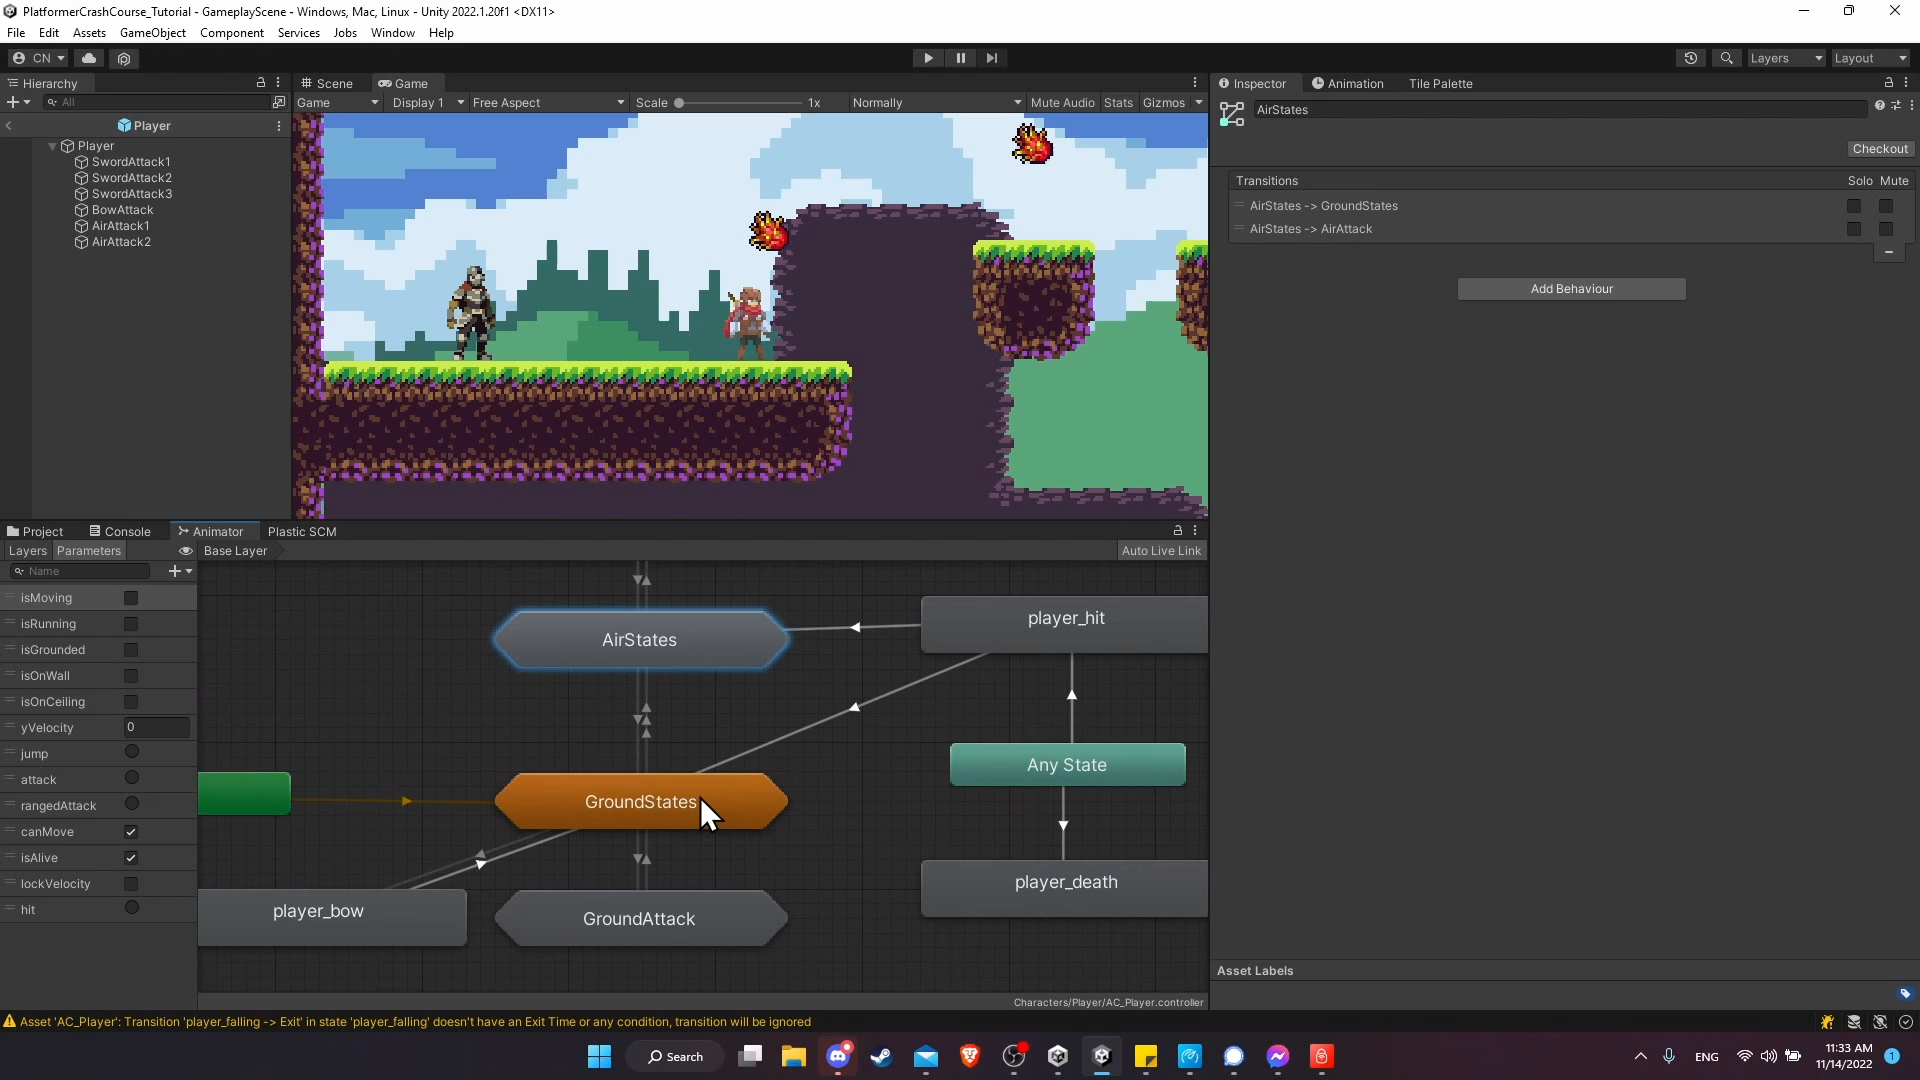 PlatformerCrashCourse_Tutorial - GameplayScene - Windows, Mac, Linux - Unity 2022.1.20f1 <DX11>
File Edit Assets GameObject Component Services Jobs Window Help
CN Layers Layout
Hierarchy
All
Player
Player
SwordAttack1
SwordAttack2
SwordAttack3
BowAttack
AirAttack1
AirAttack2
Scene Game
Game Display 1 Free Aspect Scale 1x Normally Mute Audio Stats Gizmos
Inspector Animation Tile Palette
AirStates
Checkout
Transitions Solo Mute
AirStates -> GroundStates
AirStates -> AirAttack
Add Behaviour
Project Console Animator Plastic SCM
Layers Parameters Base Layer Auto Live Link
Name
isMoving
isRunning
isGrounded
isOnWall
isOnCeiling
yVelocity 0
jump
attack
rangedAttack
canMove
isAlive
lockVelocity
hit
AirStates
player_hit
Any State
GroundStates
player_death
player_bow
GroundAttack
Characters/Player/AC_Player.controller
Asset Labels
Asset 'AC_Player': Transition 'player_falling -> Exit' in state 'player_falling' doesn't have an Exit Time or any condition, transition will be ignored
Search
ENG
11:33 AM
11/14/2022
1